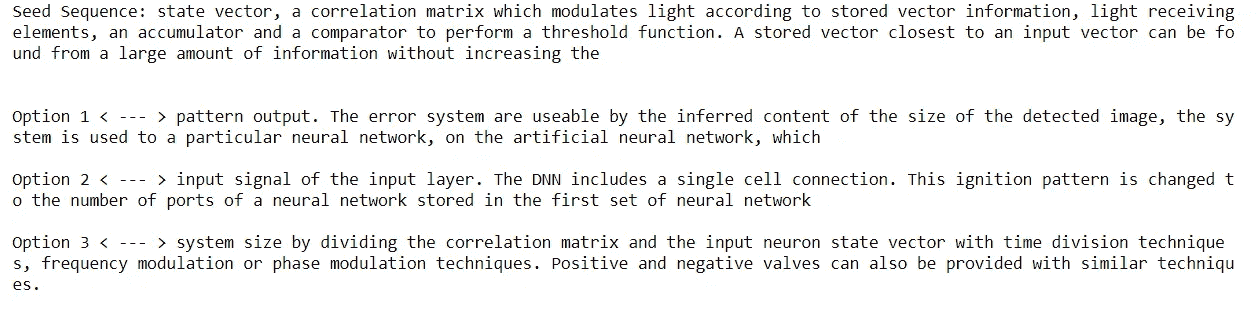 Seed Sequence: state vector, a correlation matrix which modulates light according to stored vector information, light receiving
elements, an accumulator and a comparator to perform a threshold function. A stored vector closest to an input vector can be fo
und from a large amount of information without increasing the
Option 1 < --- > pattern output. The error system are useable by the inferred content of the size of the detected image, the sy
stem is used to a particular neural network, on the artificial neural network, which
Option 2 < --- > input signal of the input layer. The DNN includes a single cell connection. This ignition pattern is changed t
o the number of ports of a neural network stored in the first set of neural network
Option 3 < --- > system size by dividing the correlation matrix and the input neuron state vector with time division technique
s, frequency modulation or phase modulation techniques. Positive and negative valves can also be provided with similar techniqu
es.